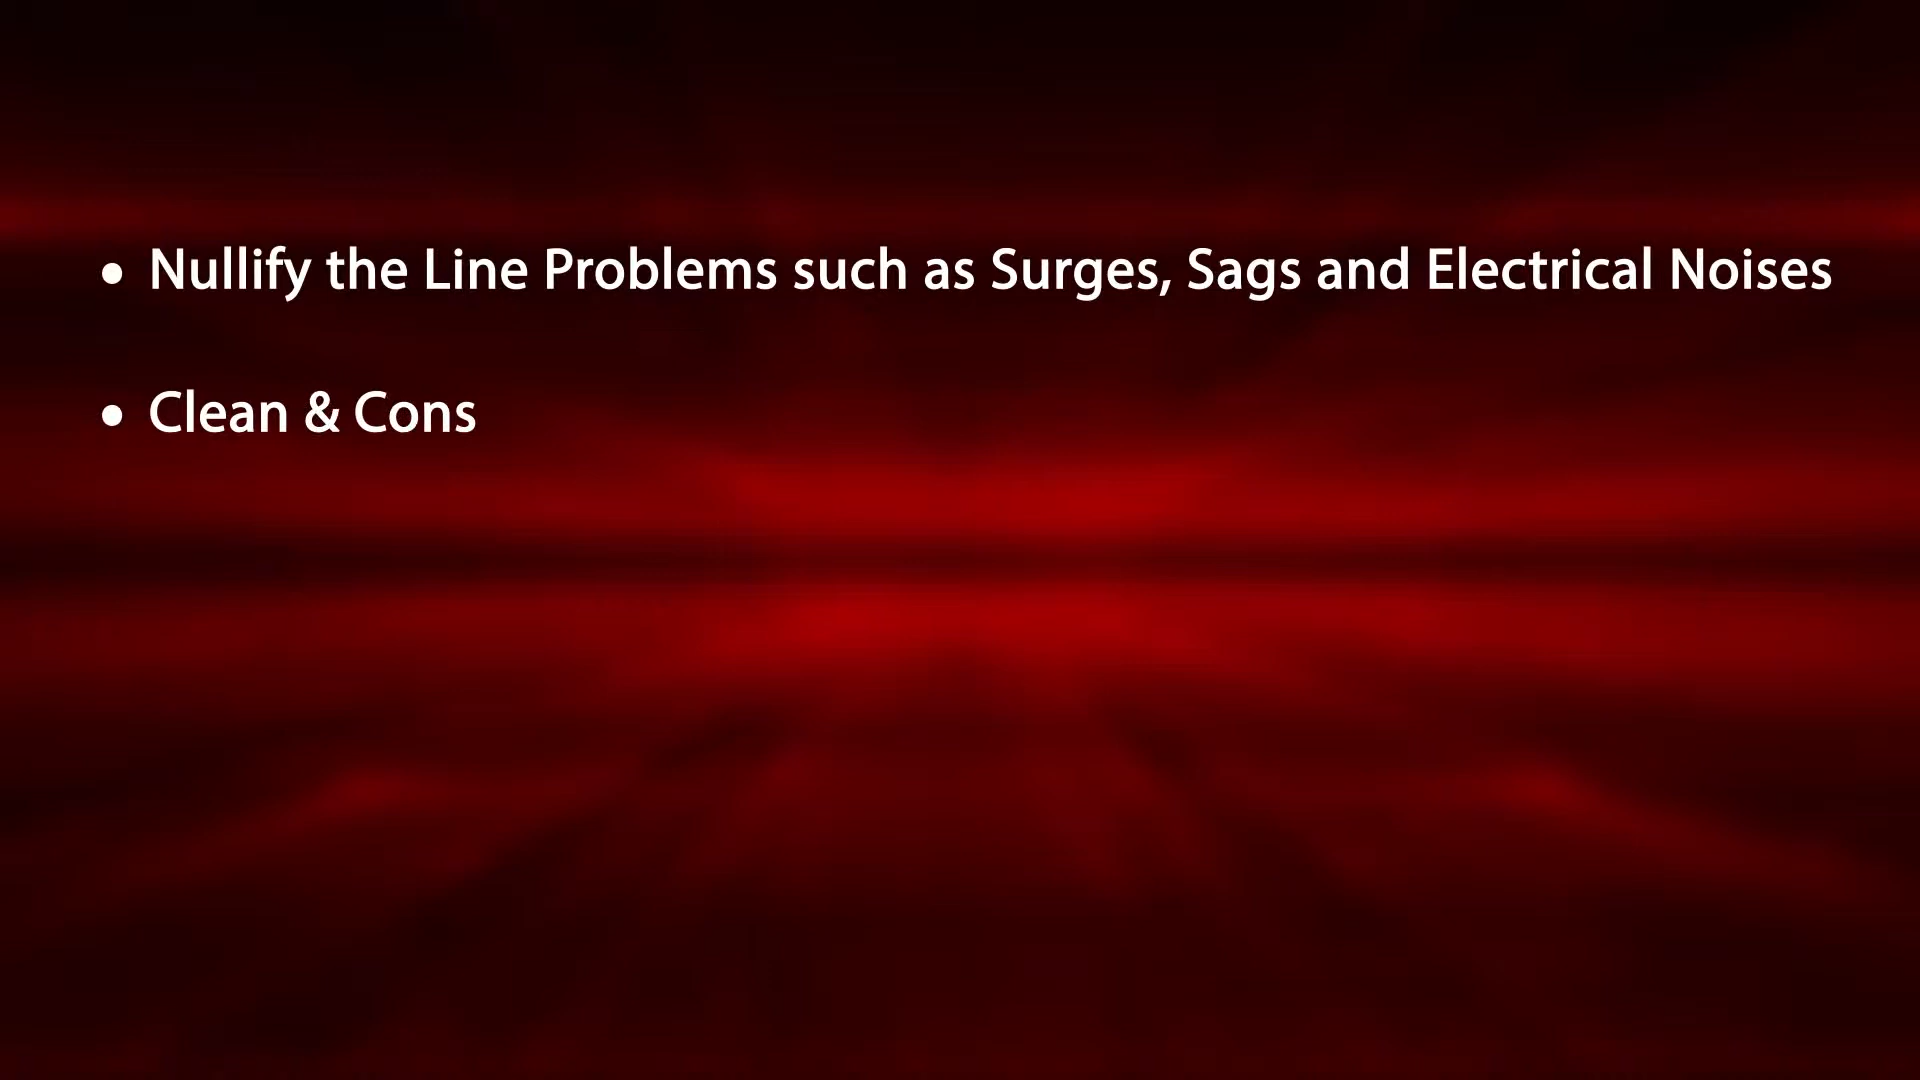 • Nullify the Line Problems such as Surges, Sags and Electrical Noises
• Clean & Cons